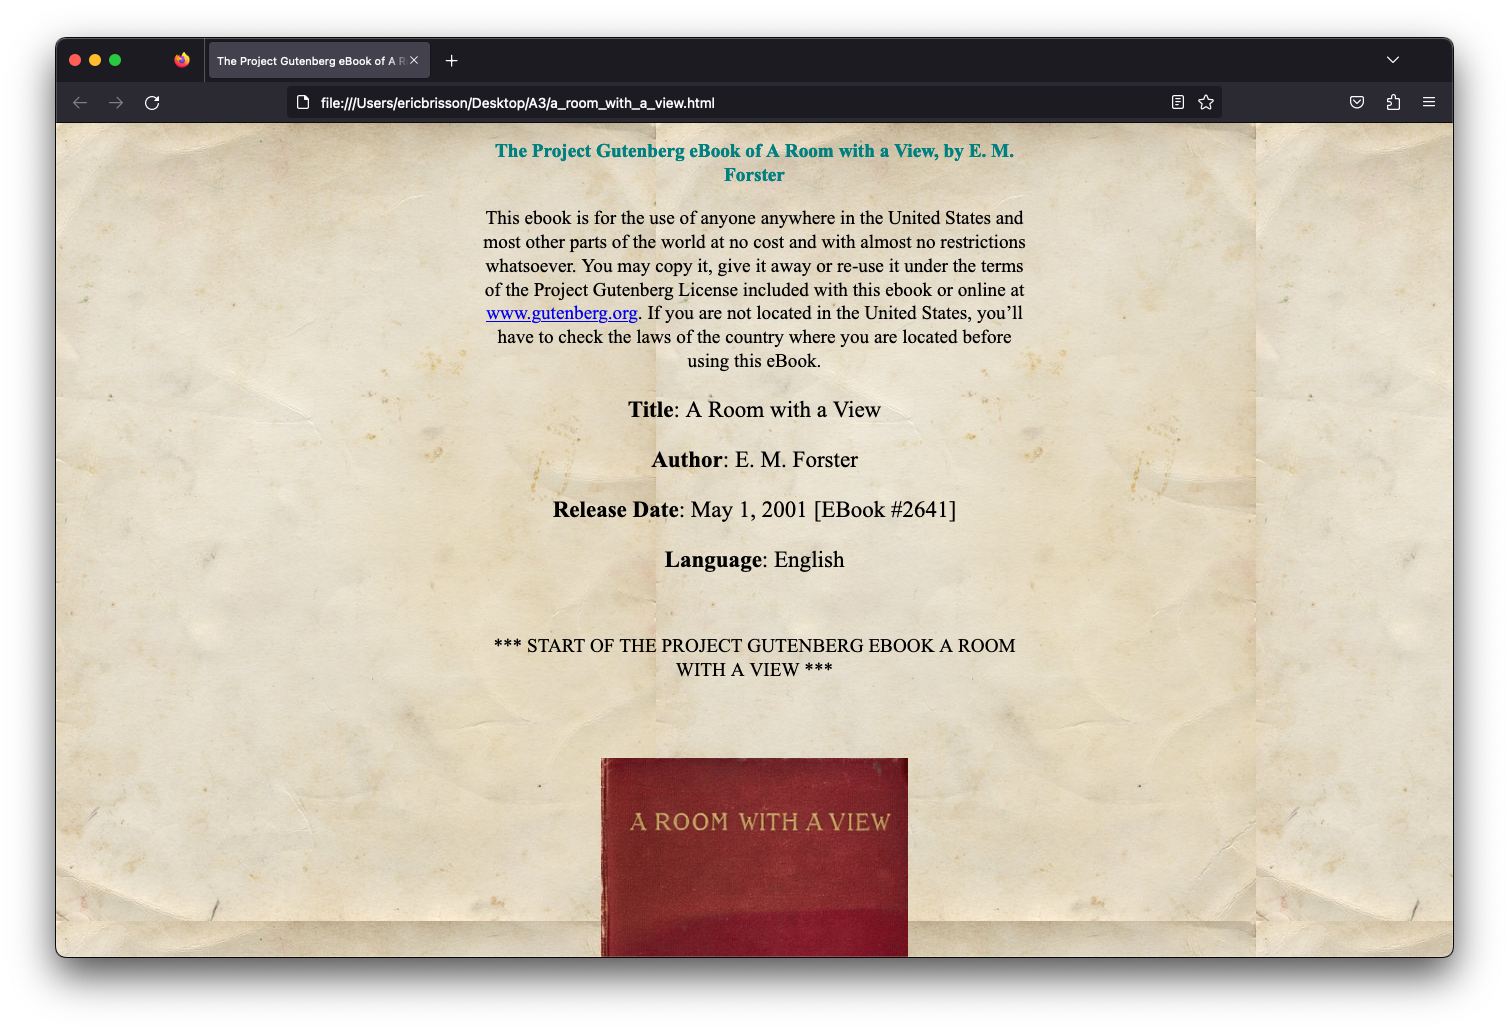 The Project Gutenberg eBook of A R
file:///Users/ericbrisson/Desktop/A3/a_room_with_a_view.html
The Project Gutenberg eBook of A Room with a View, by E. M.
Forster
This ebook is for the use of anyone anywhere in the United States and
most other parts of the world at no cost and with almost no restrictions
whatsoever. You may copy it, give it away or re-use it under the terms
of the Project Gutenberg License included with this ebook or online at
www.gutenberg.org. If you are not located in the United States, you’ll
have to check the laws of the country where you are located before
using this eBook.
Title: A Room with a View
Author: E. M. Forster
Release Date: May 1, 2001 [EBook #2641]
Language: English
*** START OF THE PROJECT GUTENBERG EBOOK A ROOM
WITH A VIEW ***
A ROOM WITH A VIEW